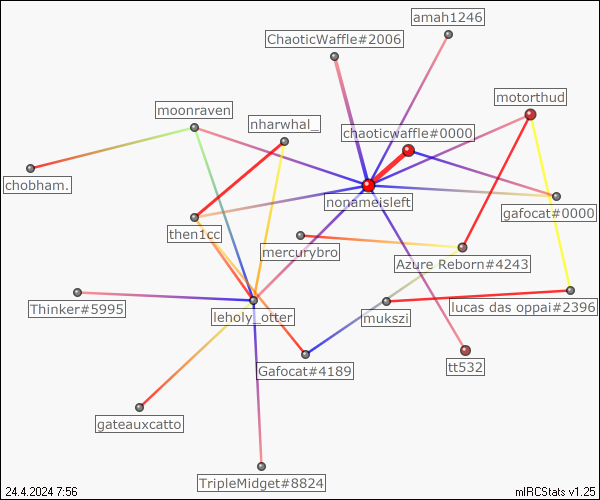 amah1246
ChaoticWaffle#2006
motorthud
moonraven
nharwhal_
chaoticwaffle#0000
chobham.
nonameisleft
gafocat#0000
then1cc
mercurybro
Azure Reborn#4243
Thinker#5995
leholy_otter
mukszi
lucas das oppai#2396
Gafocat#4189
tt532
gateauxcatto
TripleMidget#8824
24.4.2024 7:56
mIRCStats v1.25